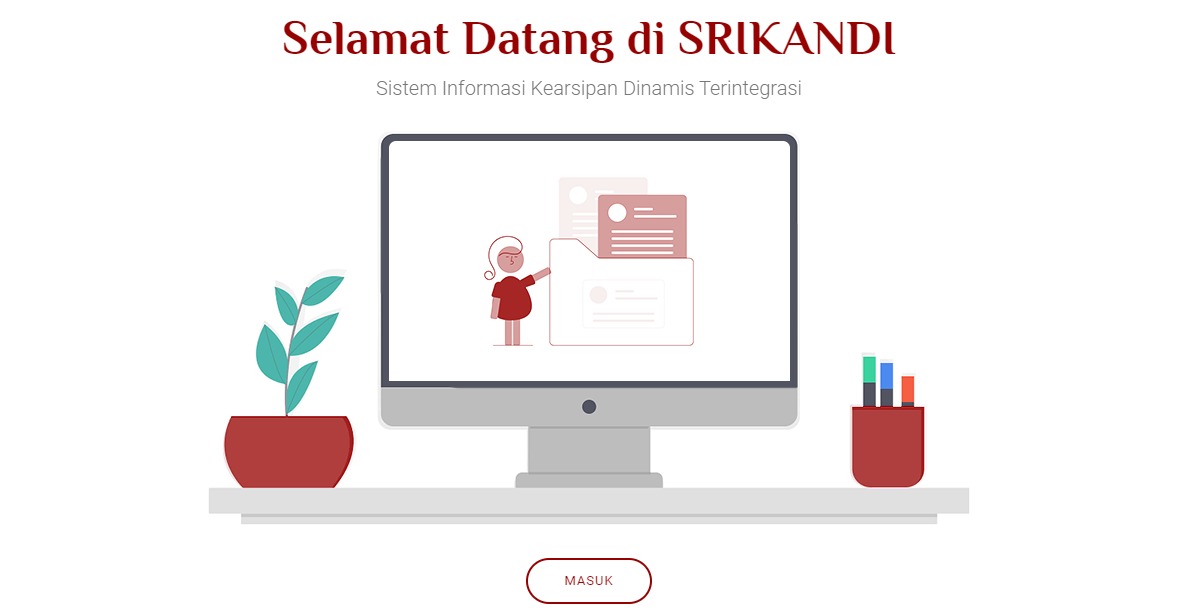 Selamat Datang di SRIKANDI
Sistem Informasi Kearsipan Dinamis Terintegrasi
MASUK